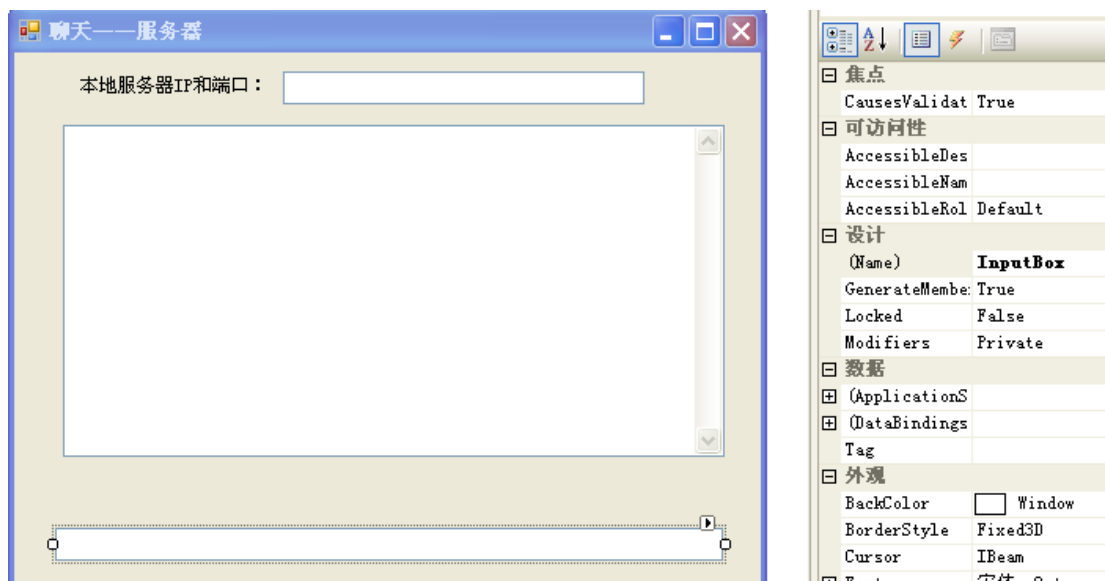 聊天——服务器
本地服务器IP和端口：
焦点
CausesValidat True
可访问性
AccessibleDes
AccessibleNam
AccessibleRol Default
设计
(Name) InputBox
GenerateMembe: True
Locked False
Modifiers Private
数据
(ApplicationS
(DataBindings
Tag
外观
BackColor Window
BorderStyle Fixed3D
Cursor IBeam